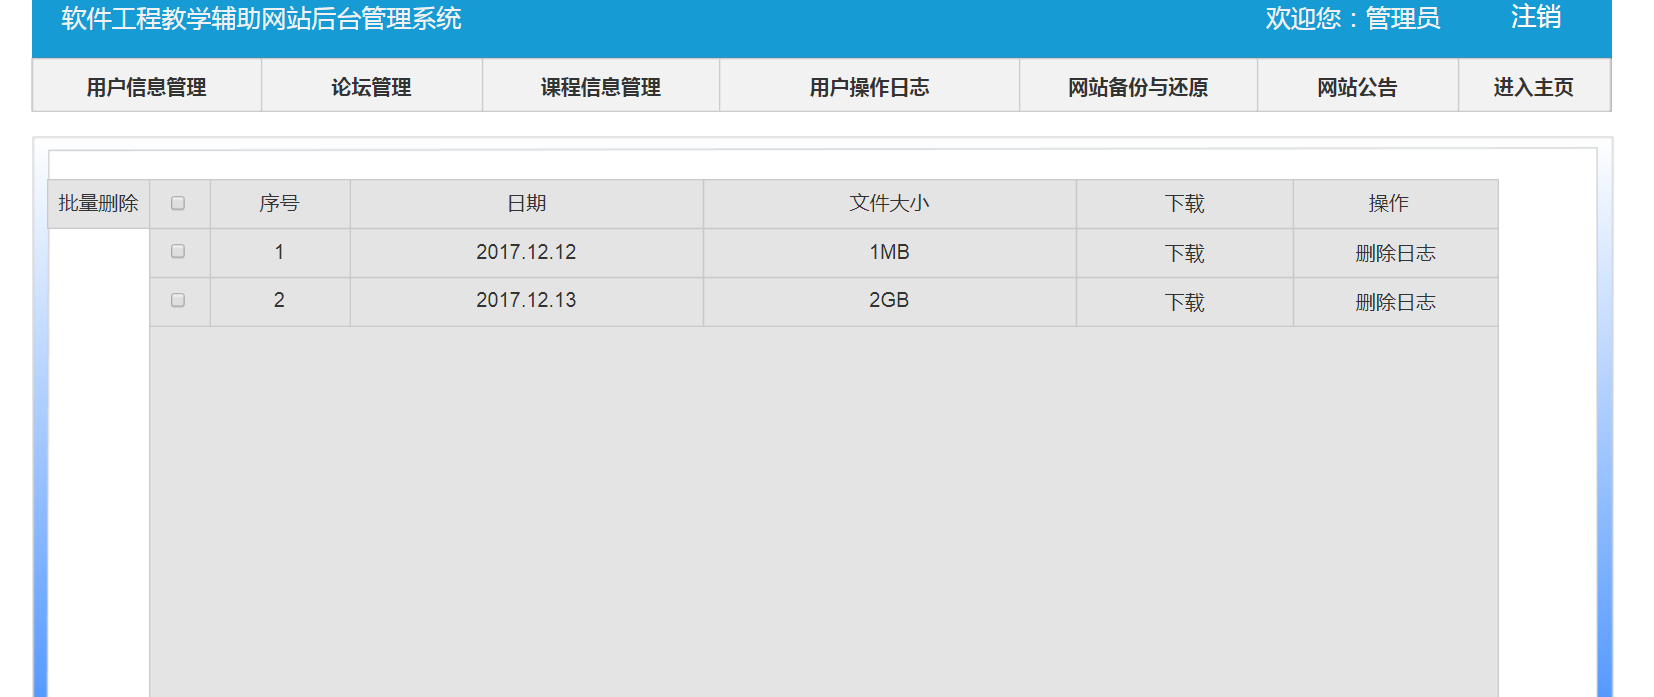 软件工程教学辅助网站后台管理系统 欢迎您：管理员 注销
用户信息管理 论坛管理 课程信息管理 用户操作日志 网站备份与还原 网站公告 进入主页
批量删除 序号 日期 文件大小 下载 操作
1 2017.12.12 1MB 下载 删除日志
2 2017.12.13 2GB 下载 删除日志